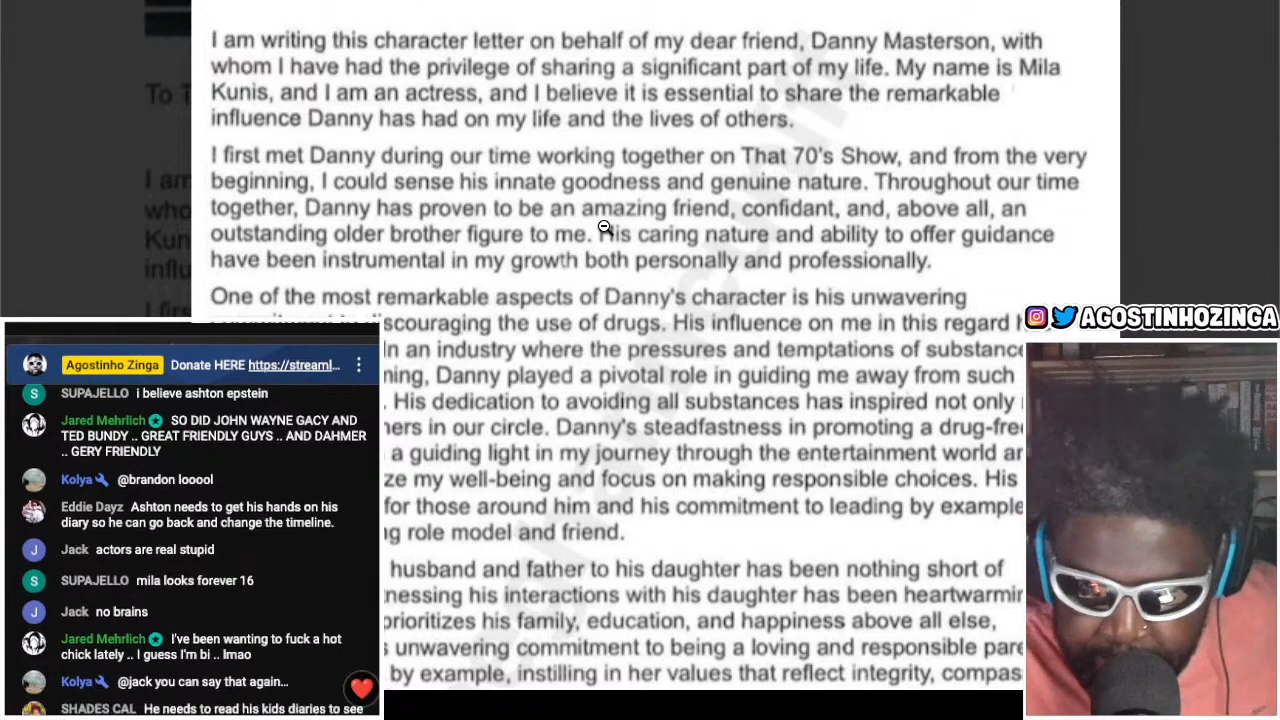 I am writing this character letter on behalf of my dear friend, Danny Masterson, with
whom I have had the privilege of sharing a significant part of my life. My name is Mila
Kunis, and I am an actress, and I believe it is essential to share the remarkable
influence Danny has had on my life and the lives of others.
I first met Danny during our time working together on That 70's Show, and from the very
beginning, I could sense his innate goodness and genuine nature. Throughout our time
together, Danny has proven to be an amazing friend, confidant, and, above all, an
outstanding older brother figure to me. His caring nature and ability to offer guidance
have been instrumental in my growth both personally and professionally.
One of the most remarkable aspects of Danny's character is his unwavering
scouraging the use of drugs. His influence on me in this regard h
in an industry where the pressures and temptations of substance
ning, Danny played a pivotal role in guiding me away from such
. His dedication to avoiding all substances has inspired not only
ers in our circle. Danny's steadfastness in promoting a drug-free
a guiding light in my journey through the entertainment world an
ze my well-being and focus on making responsible choices. His
for those around him and his commitment to leading by example
ng role model and friend.
husband and father to his daughter has been nothing short of
nessing his interactions with his daughter has been heartwarmin
prioritizes his family, education, and happiness above all else,
s unwavering commitment to being a loving and responsible pare
by example, instilling in her values that reflect integrity, compas
To T
I am
who
Kun
influ
I firs
AGOSTINHOZINGA
Agostinho Zinga Donate HERE https://streaml...
S SUPAJELLO i believe ashton epstein
Jared Mehrlich SO DID JOHN WAYNE GACY AND
TED BUNDY .. GREAT FRIENDLY GUYS .. AND DAHMER
.. GERY FRIENDLY
Kolya @brandon looool
Eddie Dayz Ashton needs to get his hands on his
diary so he can go back and change the timeline.
J Jack actors are real stupid
S SUPAJELLO mila looks forever 16
J Jack no brains
Jared Mehrlich I've been wanting to fuck a hot
chick lately .. I guess I'm bi .. lmao
Kolya @jack you can say that again...
SHADES CAL He needs to read his kids diaries to see